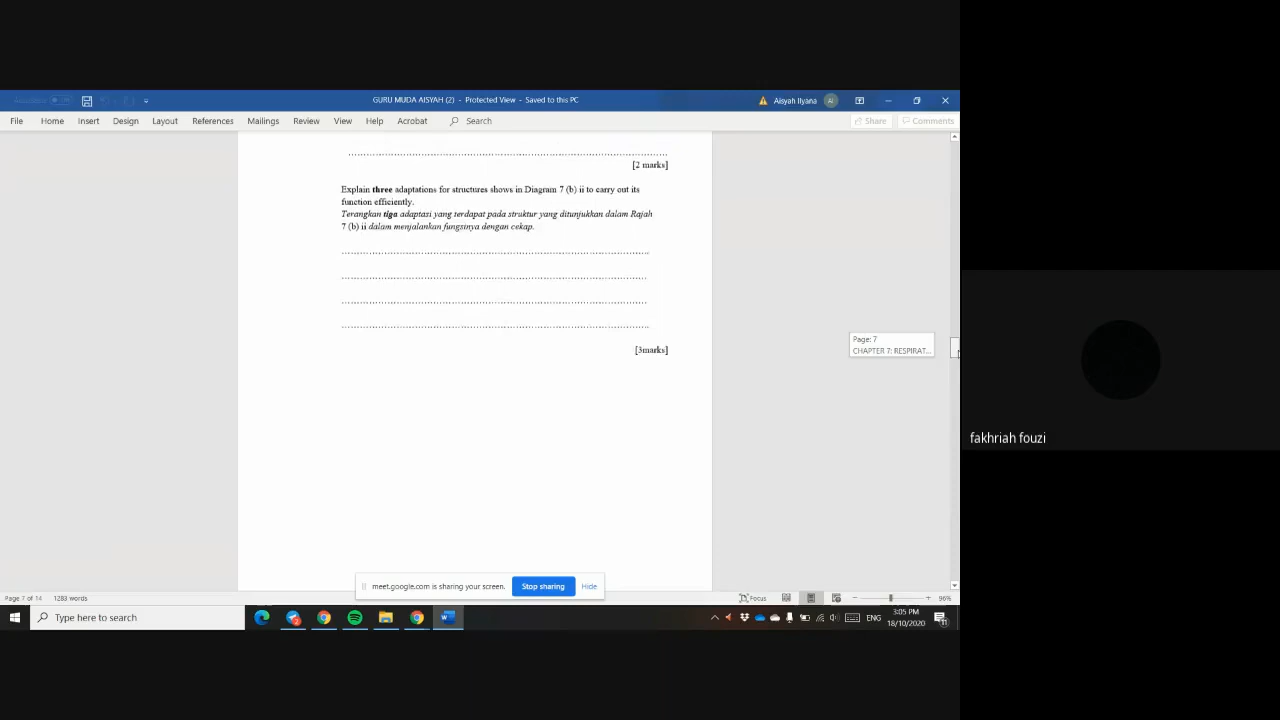 GURU MUDA AISYAH (2) - Protected View - Saved to this PC
Aisyah Ilyana
AI
File Home Insert Design Layout References Mailings Review View Help Acrobat Search
Share Comments
[2 marks]
Explain three adaptations for structures shows in Diagram 7 (b) ii to carry out its
function efficiently.
Terangkan tiga adaptasi yang terdapat pada struktur yang ditunjukkan dalam Rajah
7 (b) ii dalam menjalankan fungsinya dengan cekap.
[3marks]
Page: 7
CHAPTER 7: RESPIRAT...
fakhriah fouzi
meet.google.com is sharing your screen. Stop sharing Hide
Page 7 of 14 1283 words
Focus
96%
Type here to search
ENG
3:05 PM
18/10/2020